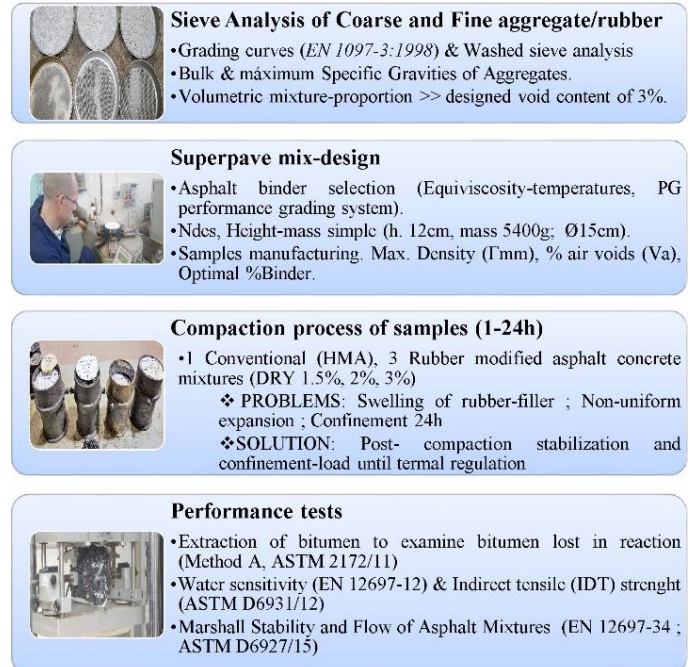 Sieve Analysis of Coarse and Fine aggregate/rubber
•Grading curves (EN 1097-3:1998) & Washed sieve analysis
•Bulk & máximum Specific Gravities of Aggregates.
•Volumetric mixture-proportion >> designed void content of 3%.
Superpave mix-design
•Asphalt binder selection (Equiviscosity-temperatures, PG
performance grading system).
•Ndes, Height-mass simple (h. 12cm, mass 5400g; Ø15cm).
•Samples manufacturing. Max. Density (Γmm), % air voids (Va),
Optimal %Binder.
Compaction process of samples (1-24h)
•1 Conventional (HMA), 3 Rubber modified asphalt concrete
mixtures (DRY 1.5%, 2%, 3%)
❖ PROBLEMS: Swelling of rubber-filler ; Non-uniform
expansion ; Confinement 24h
❖SOLUTION: Post- compaction stabilization and
confinement-load until termal regulation
Performance tests
•Extraction of bitumen to examine bitumen lost in reaction
(Method A, ASTM 2172/11)
•Water sensitivity (EN 12697-12) & Indirect tensile (IDT) strenght
(ASTM D6931/12)
•Marshall Stability and Flow of Asphalt Mixtures (EN 12697-34 ;
ASTM D6927/15)